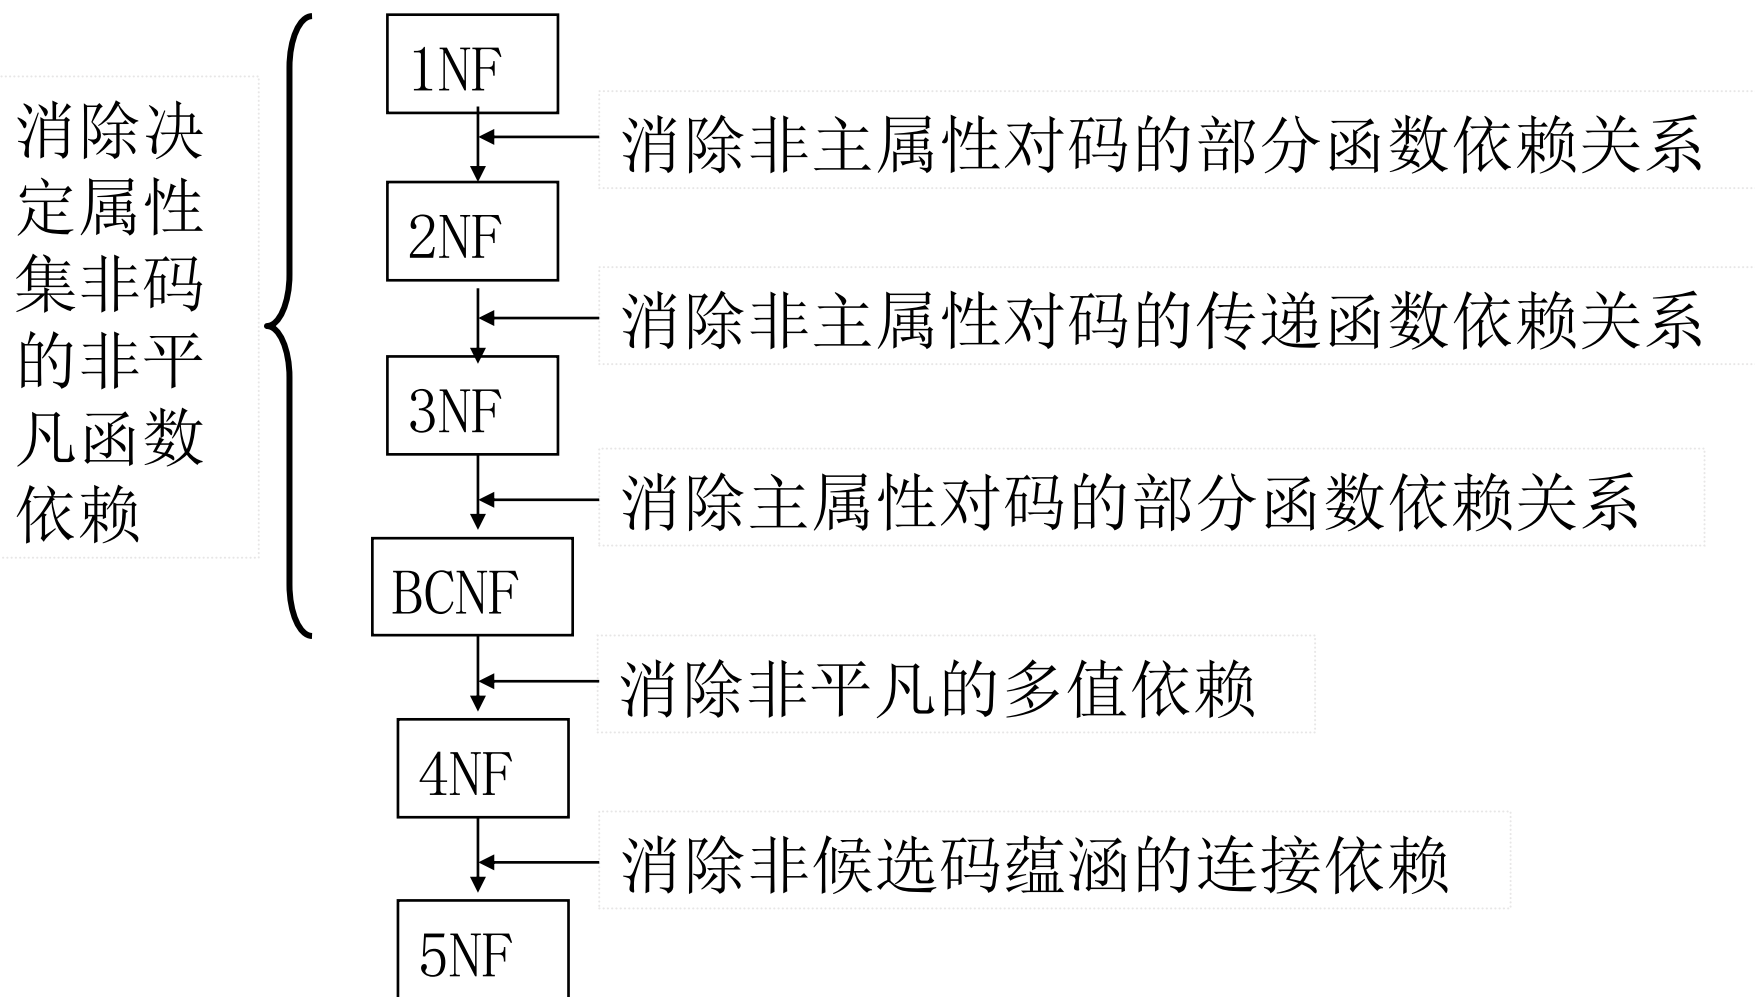 消除决
定属性
集非码
的非平
凡函数
依赖
1NF
消除非主属性对码的部分函数依赖关系
2NF
消除非主属性对码的传递函数依赖关系
3NF
消除主属性对码的部分函数依赖关系
BCNF
消除非平凡的多值依赖
4NF
消除非候选码蕴涵的连接依赖
5NF